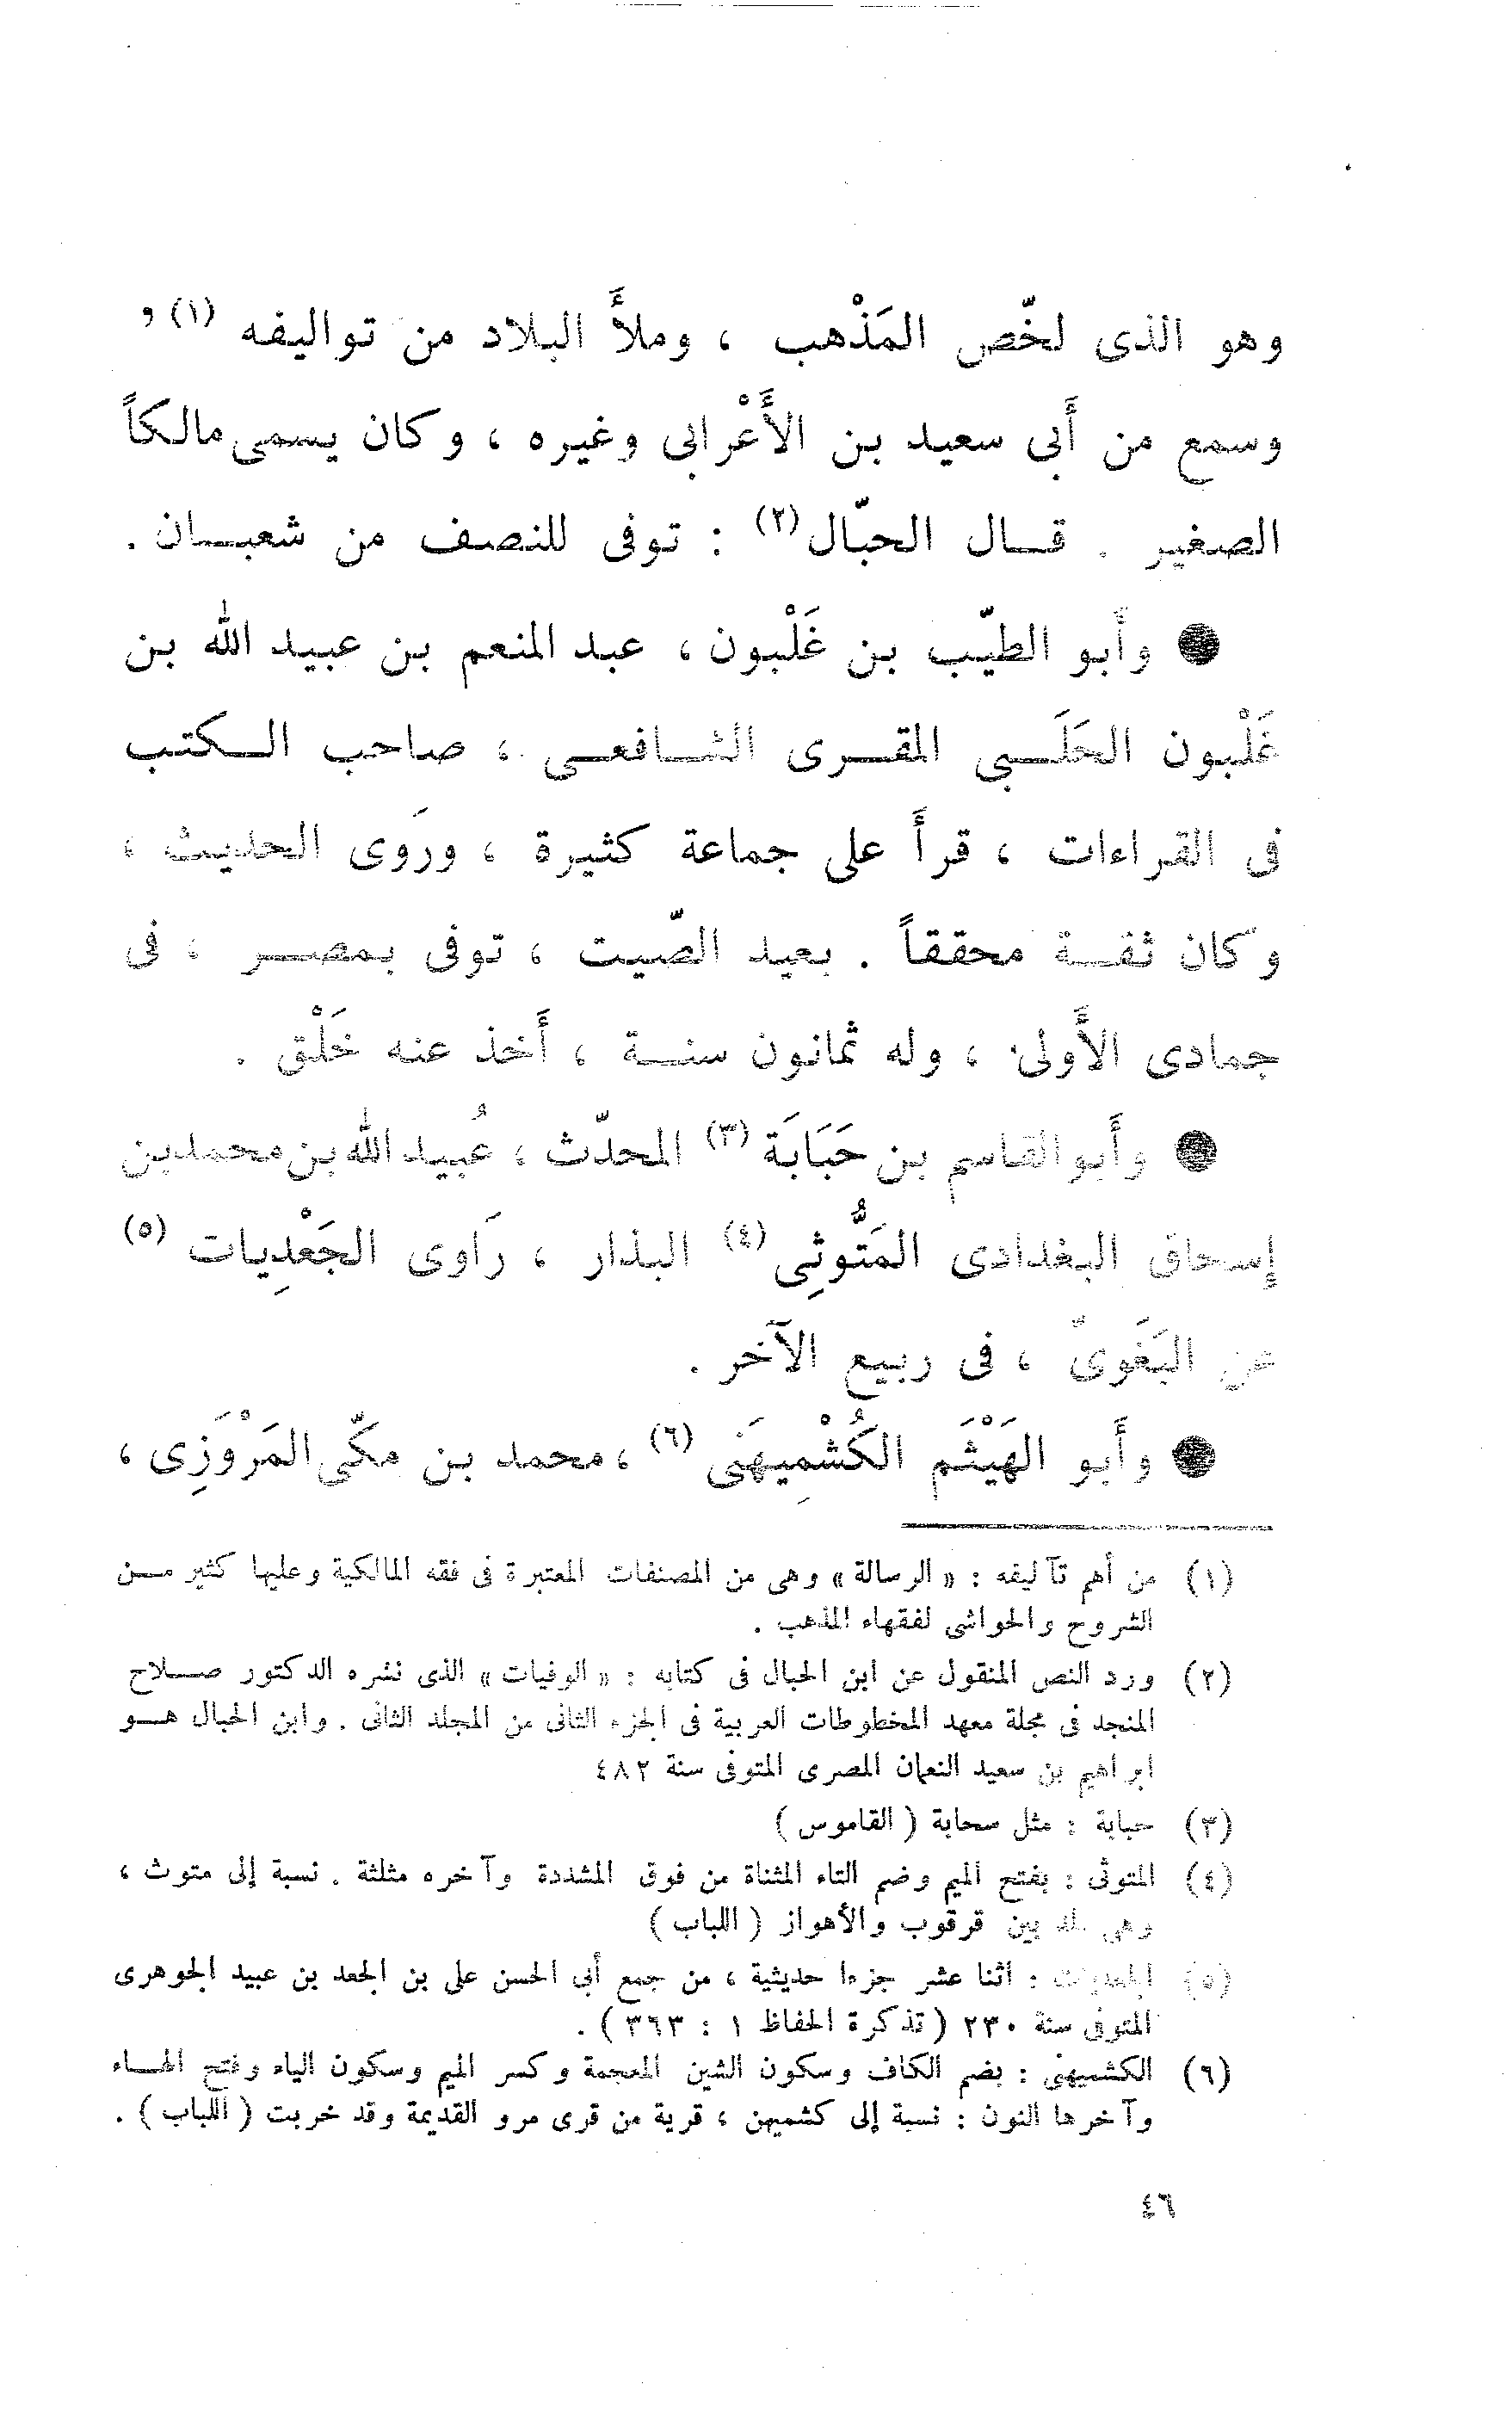 وهو الذى لخّص المَذْهب ، وملأَ البلاد من تواليفه (١) ,
وسمع من أَبى سعيد بن الأَعْرابى وغيره ، وكان يسمى مالكاً
الصغير . قال الحبّال (٢) : توفى للنصف من شعبان .
● وأَبو الطيّب بن غَلْبون ، عبد المنعم بن عبيد الله بن
غَلْبون الحَلَبى المقرى الشافعى ، صاحب الكتب
فى القراءات ، قرأَ على جماعة كثيرة ، ورَوى الحديث ،
وكان ثقة محققاً . بعيد الصّيت ، توفى بمصر ، فى
جمادى الأَولى ، وله ثمانون سنة ، أَخذ عنه خَلْق .
● وأَبو القاسم بن حَبَابَة (٣) المحدّث ، عُبيد الله بن محمد بن
إسحاق البغدادى المَتُّوثِى (٤) البذار ، رَاوى الجَعْدِيات (٥)
عن البَغَوىّ ، فى ربيع الآخر .
● وأَبو الهَيْثَم الكُشْمِيهَنى (٦) ، محمد بن مكّى المَرْوَزِى ،
(١) من أهم تآليفه : « الرسالة » وهى من المصنفات المعتبرة فى فقه المالكية وعليها كثير من
الشروح والحواشى لفقهاء المذهب .
(٢) ورد النص المنقول عن ابن الحبال فى كتابه : « الوفيات » الذى نشره الدكتور صلاح
المنجد فى مجلة معهد المخطوطات العربية فى الجزء الثانى من المجلد الثانى . وابن الحبال هو
ابراهيم بن سعيد النعمان المصرى المتوفى سنة ٤٨٢
(٣) حبابة : مثل سحابة ( القاموس )
(٤) المتوثى : بفتح الميم وضم التاء المثناة من فوق المشددة وآخره مثلثة . نسبة إلى متوث ،
وهى بلد بين قرقوب والأهواز ( اللباب )
(٥) الجعديات : اثنا عشر جزءا حديثية ، من جمع أبى الحسن على بن الجعد بن عبيد الجوهرى
المتوفى سنة ٢٣٠ ( تذكرة الحفاظ ١ : ٣٦٣ ) .
(٦) الكشميهنى : بضم الكاف وسكون الشين المعجمة وكسر الميم وسكون الياء وفتح الهاء
وآخرها النون : نسبة إلى كشميهن ، قرية من قرى مرو القديمة وقد خربت ( اللباب ) .
٤٦